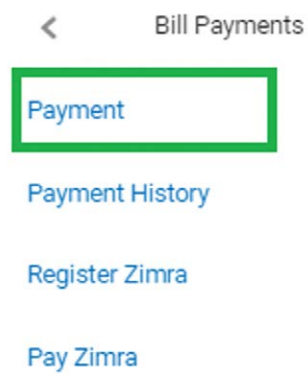 Bill Payments
Payment
Payment History
Register Zimra
Pay Zimra